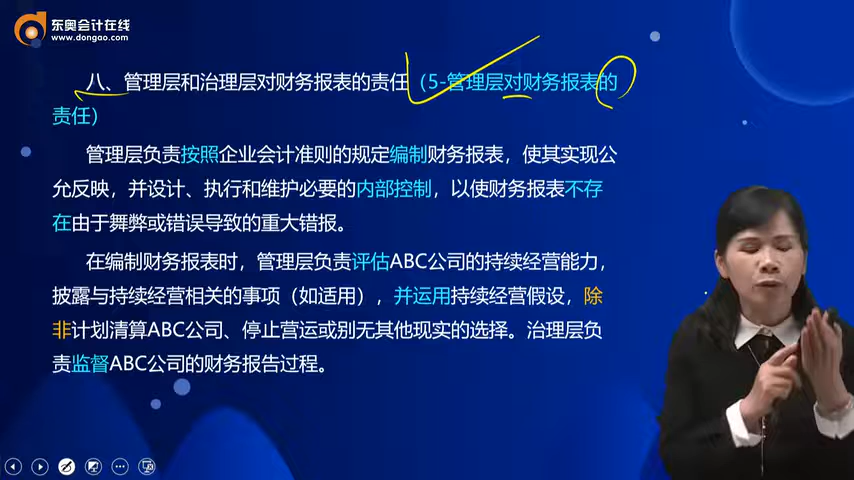 东奥会计在线
www.dongao.com
八、管理层和治理层对财务报表的责任（5-管理层对财务报表的
责任）
管理层负责按照企业会计准则的规定编制财务报表，使其实现公
允反映，并设计、执行和维护必要的内部控制，以使财务报表不存
在由于舞弊或错误导致的重大错报。
在编制财务报表时，管理层负责评估ABC公司的持续经营能力，
披露与持续经营相关的事项（如适用），并运用持续经营假设，除
非计划清算ABC公司、停止营运或别无其他现实的选择。治理层负
责监督ABC公司的财务报告过程。